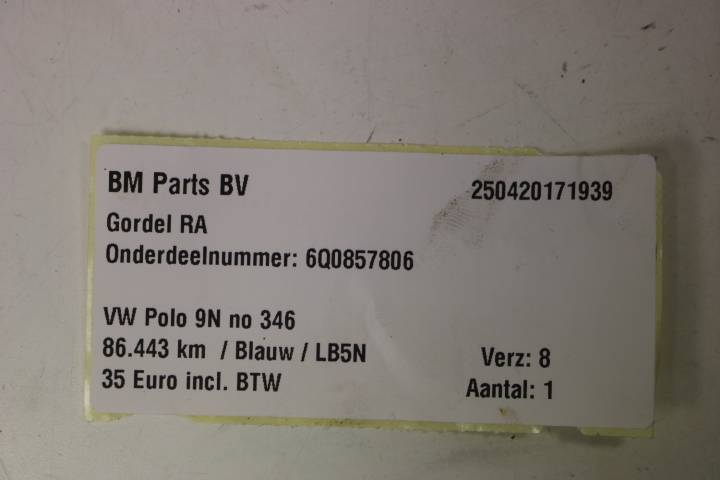 BM Parts BV 250420171939
Gordel RA
Onderdeelnummer: 6Q0857806
VW Polo 9N no 346
86.443 km / Blauw / LB5N Verz: 8
35 Euro incl. BTW Aantal: 1